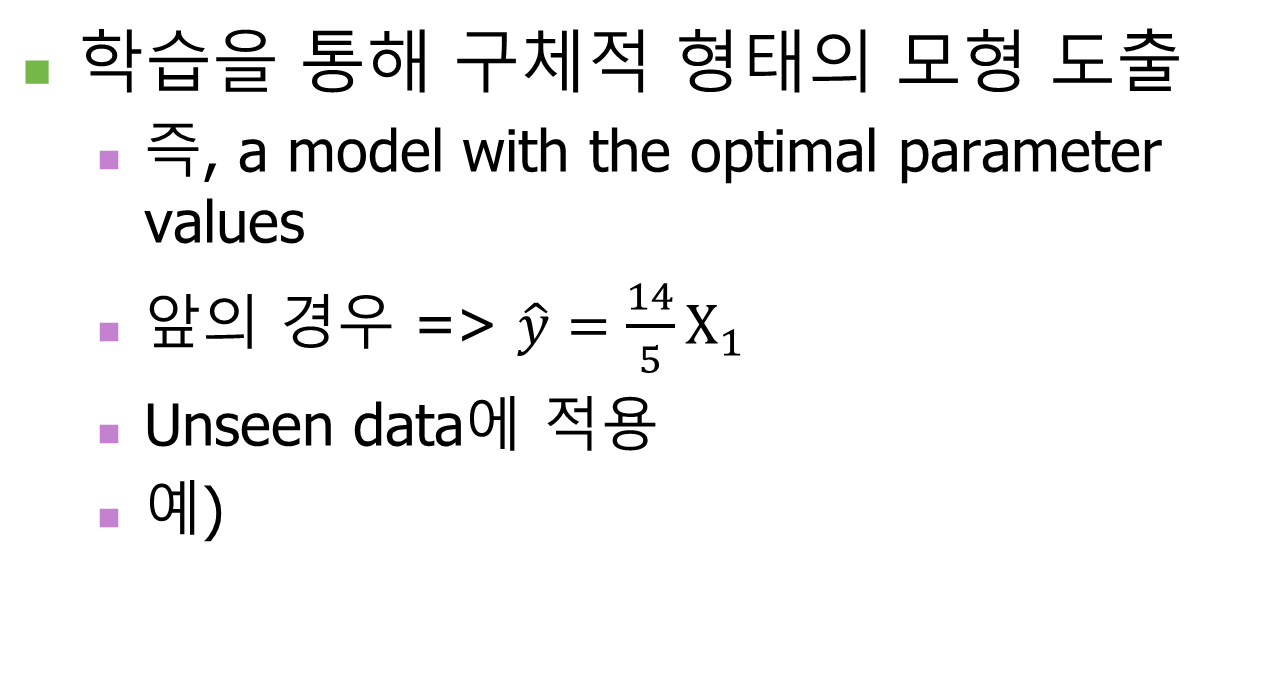 학습을 통해 구체적 형태의 모형 도출
즉, a model with the optimal parameter
values
앞의 경우 => ŷ = 14/5 X₁
Unseen data에 적용
예)